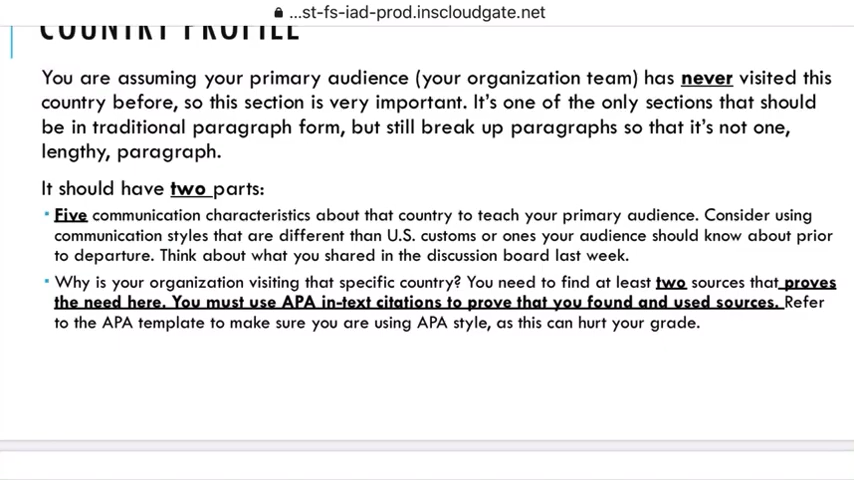 ...st-fs-iad-prod.inscloudgate.net
COUNTRY PROFILE
You are assuming your primary audience (your organization team) has never visited this
country before, so this section is very important. It's one of the only sections that should
be in traditional paragraph form, but still break up paragraphs so that it's not one,
lengthy, paragraph.
It should have two parts:
▪ Five communication characteristics about that country to teach your primary audience. Consider using
communication styles that are different than U.S. customs or ones your audience should know about prior
to departure. Think about what you shared in the discussion board last week.
▪ Why is your organization visiting that specific country? You need to find at least two sources that proves
the need here. You must use APA in-text citations to prove that you found and used sources. Refer
to the APA template to make sure you are using APA style, as this can hurt your grade.